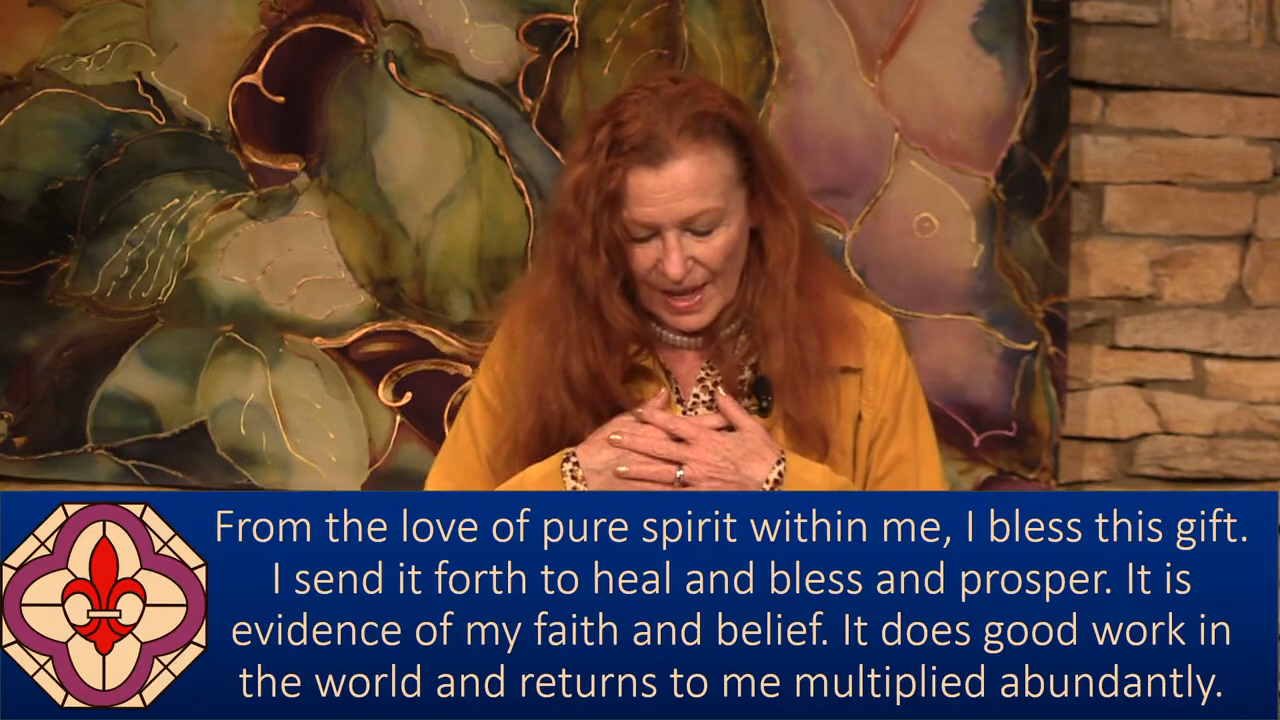 From the love of pure spirit within me, I bless this gift.
I send it forth to heal and bless and prosper. It is
evidence of my faith and belief. It does good work in
the world and returns to me multiplied abundantly.